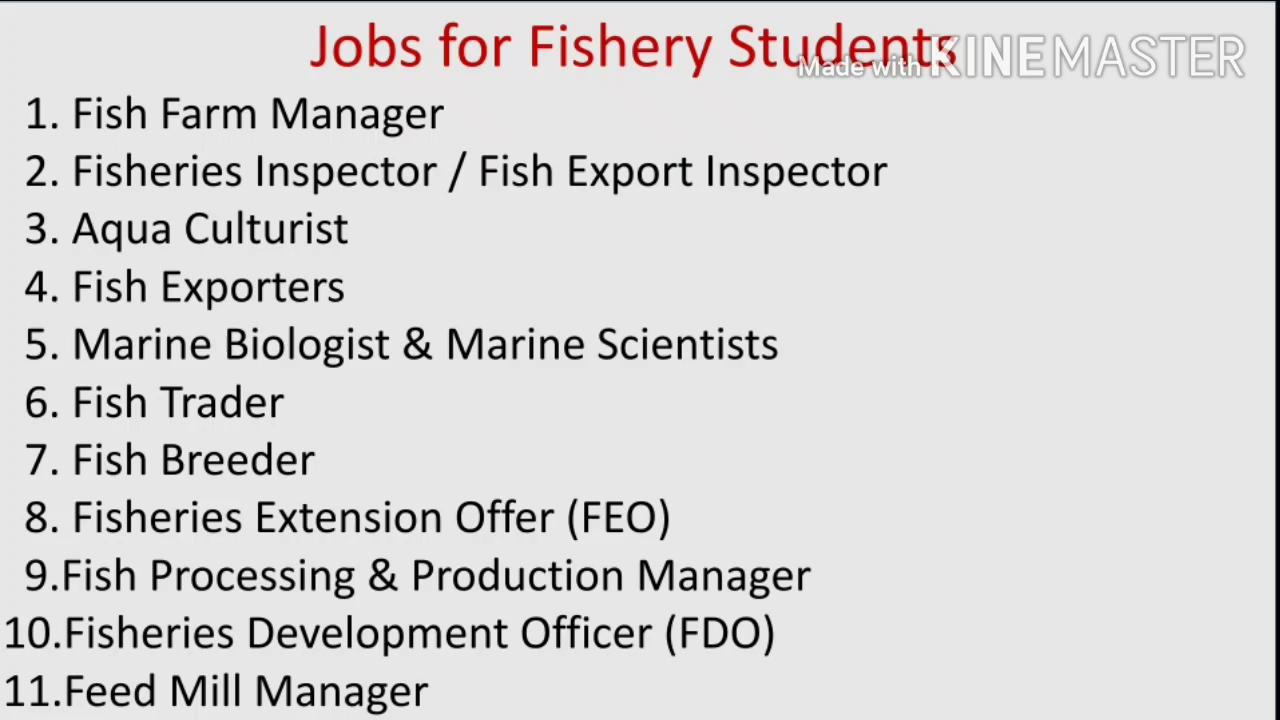 Jobs for Fishery Students
Made with KINEMASTER
1. Fish Farm Manager
2. Fisheries Inspector / Fish Export Inspector
3. Aqua Culturist
4. Fish Exporters
5. Marine Biologist & Marine Scientists
6. Fish Trader
7. Fish Breeder
8. Fisheries Extension Offer (FEO)
9.Fish Processing & Production Manager
10.Fisheries Development Officer (FDO)
11.Feed Mill Manager